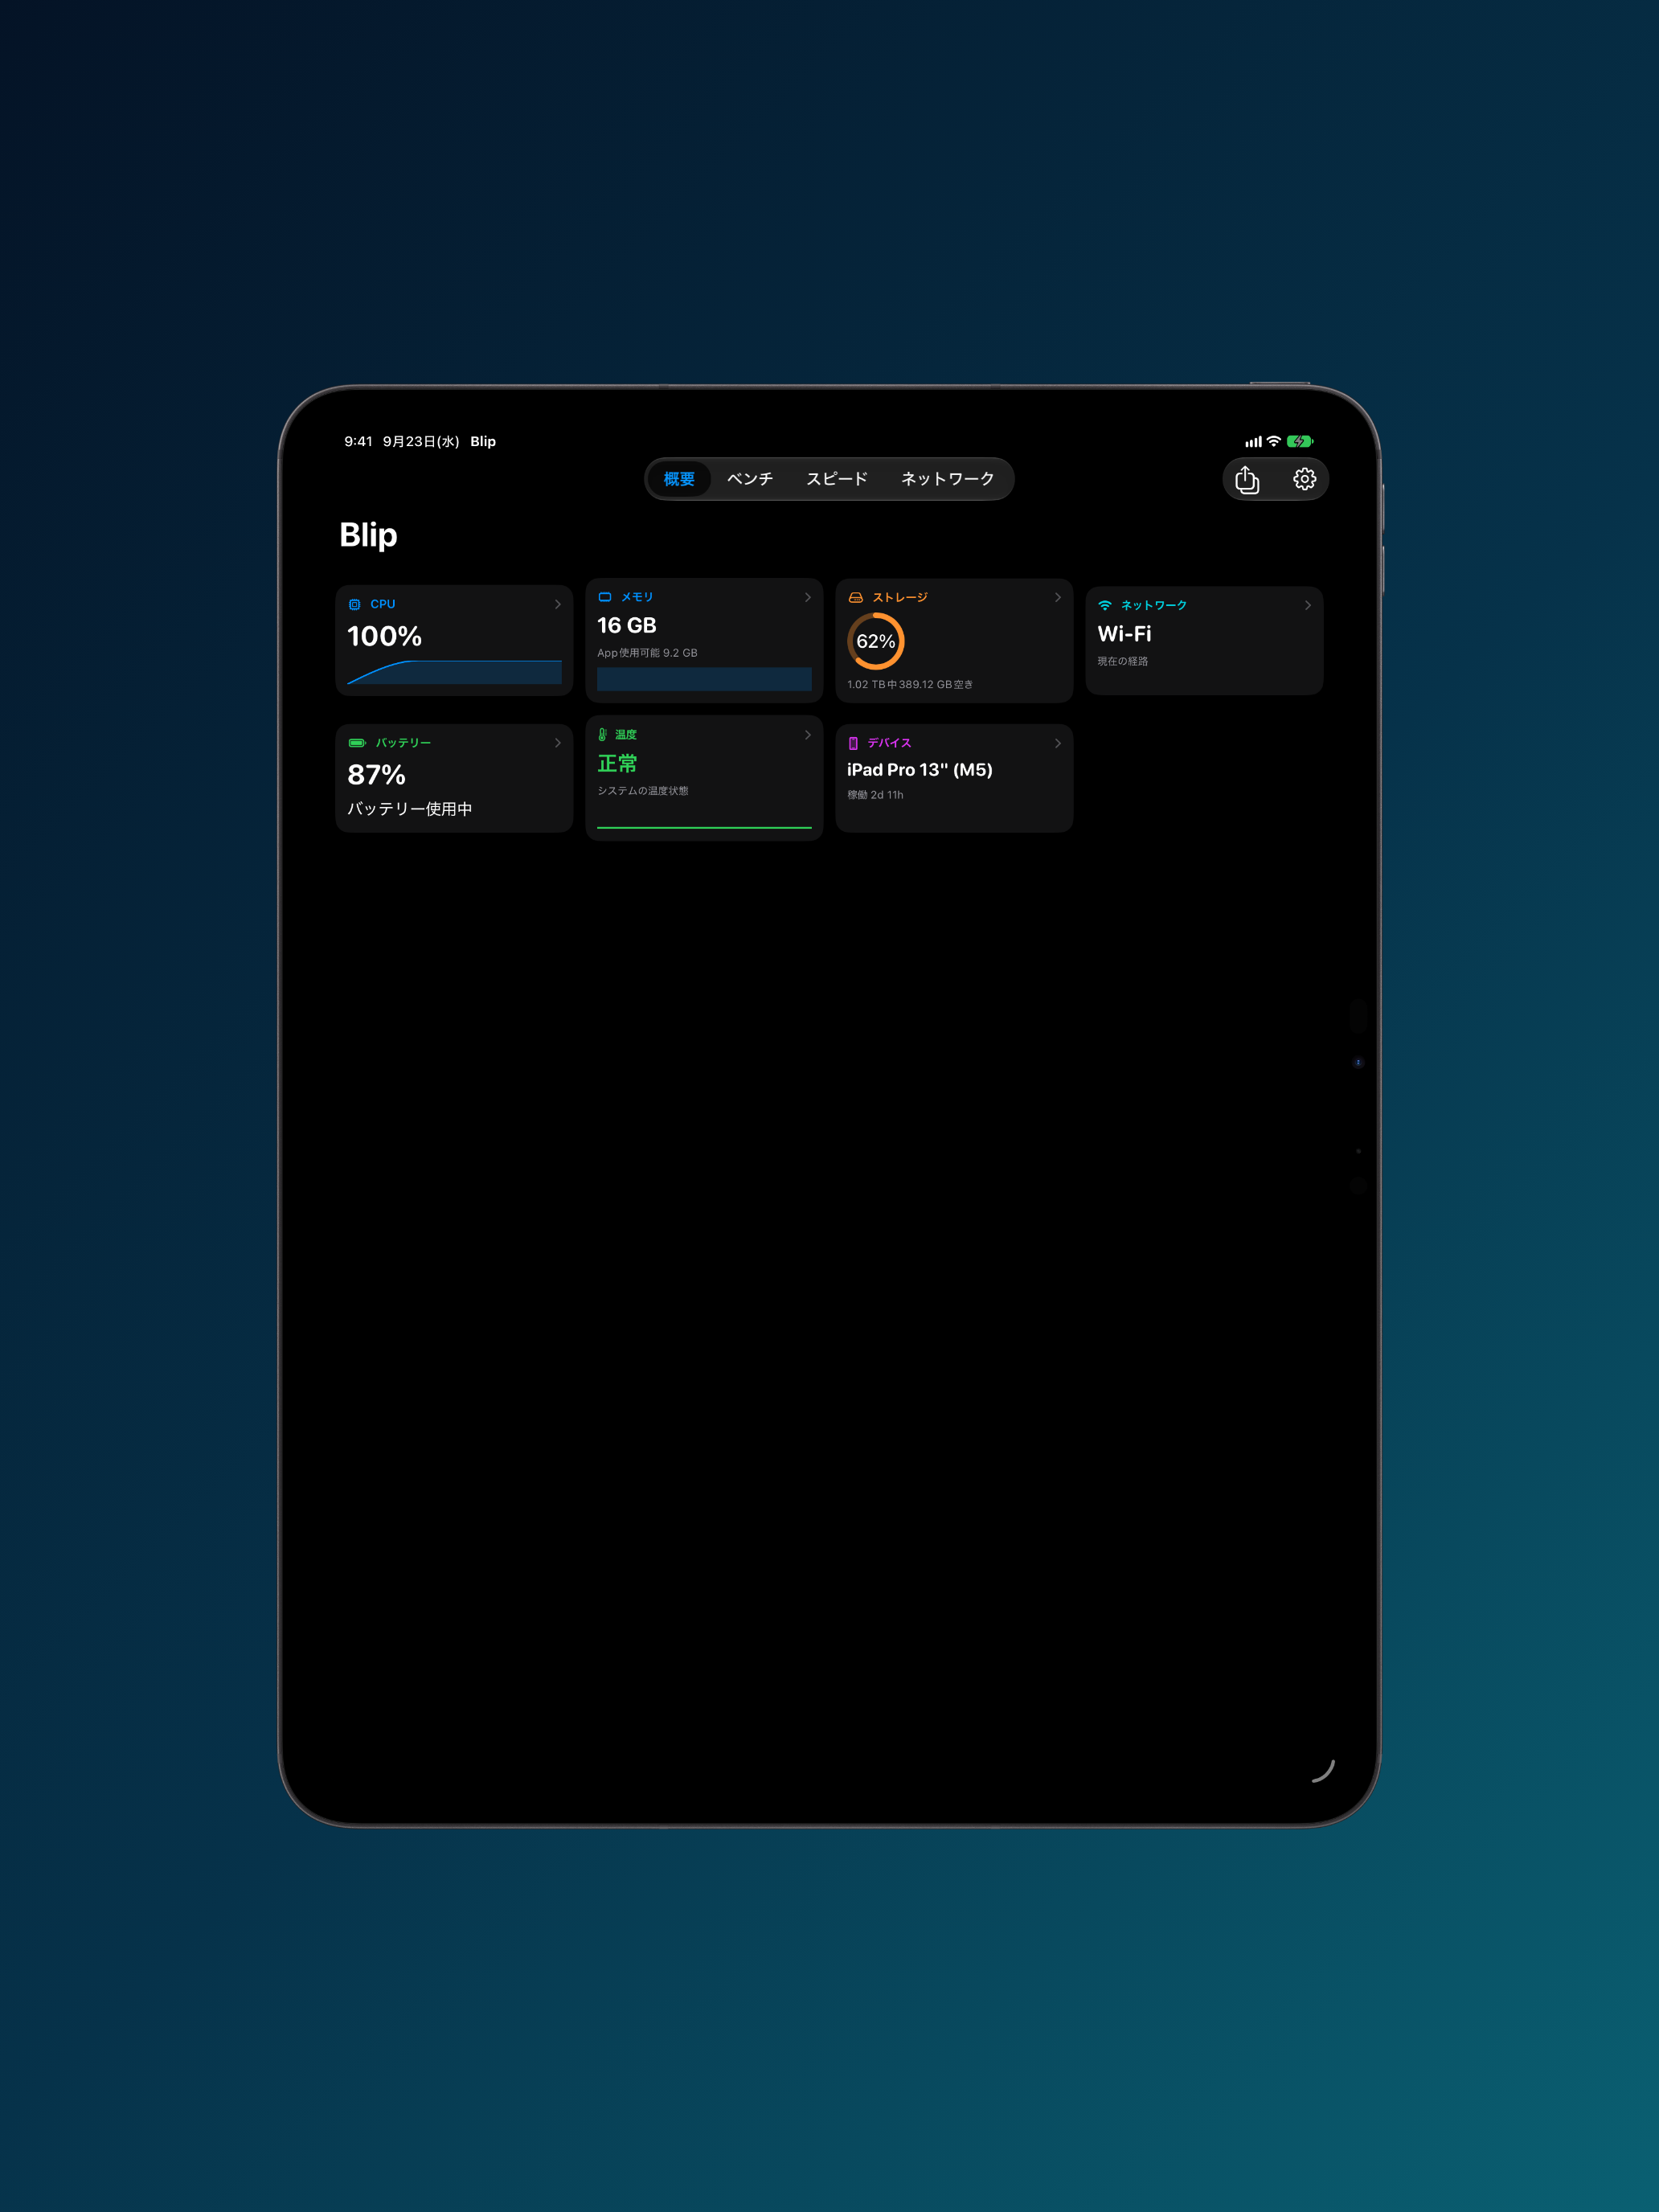 9:41 9月23日(水) Blip
概要 ベンチ スピード ネットワーク
Blip
CPU
100%
メモリ
16 GB
App使用可能 9.2 GB
ストレージ
62%
1.02 TB中389.12 GB空き
ネットワーク
Wi-Fi
現在の経路
バッテリー
87%
バッテリー使用中
温度
正常
システムの温度状態
デバイス
iPad Pro 13" (M5)
稼働 2d 11h